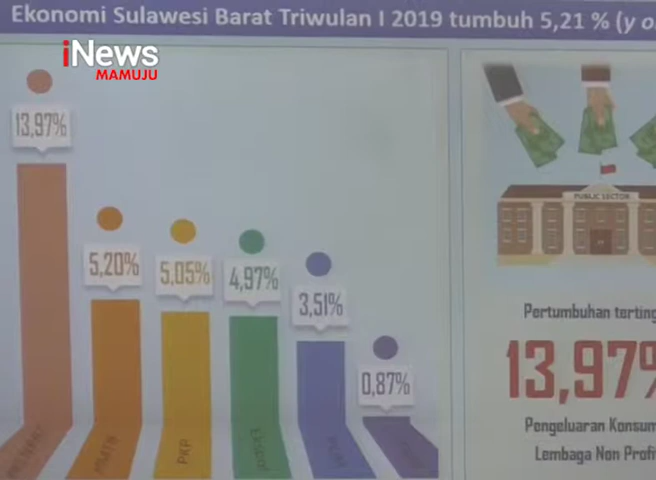 Ekonomi Sulawesi Barat Triwulan I 2019 tumbuh 5,21 % (y o
iNews
MAMUJU
13,97%
5,20%
5,05%
4,97%
3,51%
0,87%
PKP
PUBLIC SECTOR
Pertumbuhan terting
13,97%
Pengeluaran Konsum
Lembaga Non Profi